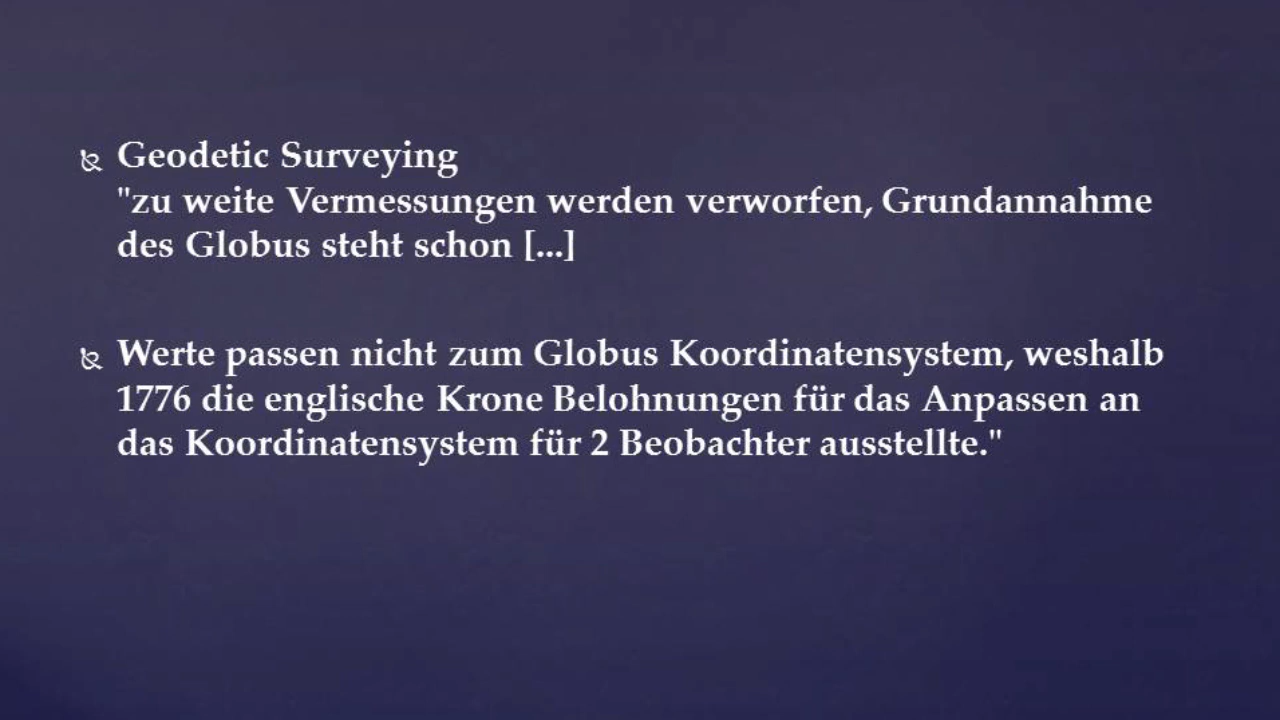 Geodetic Surveying
"zu weite Vermessungen werden verworfen, Grundannahme
des Globus steht schon [...]
Werte passen nicht zum Globus Koordinatensystem, weshalb
1776 die englische Krone Belohnungen für das Anpassen an
das Koordinatensystem für 2 Beobachter ausstellte."